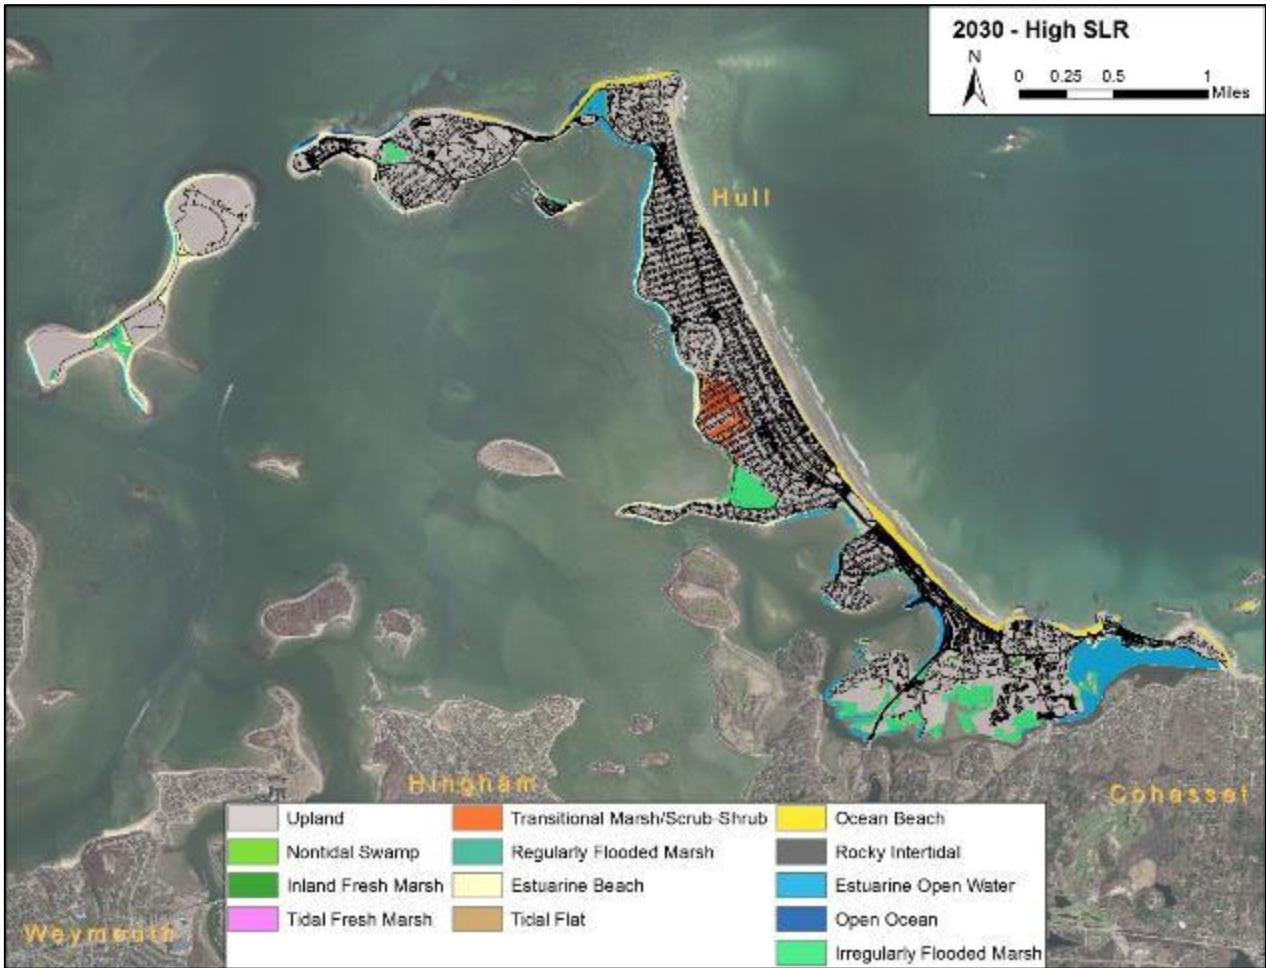 2030 - High SLR
N
0 0.25 0.5 1
Miles
Hull
Hingham
Cohasset
Weymouth
Upland
Nontidal Swamp
Inland Fresh Marsh
Tidal Fresh Marsh
Transitional Marsh/Scrub-Shrub
Regularly Flooded Marsh
Estuarine Beach
Tidal Flat
Ocean Beach
Rocky Intertidal
Estuarine Open Water
Open Ocean
Irregularly Flooded Marsh